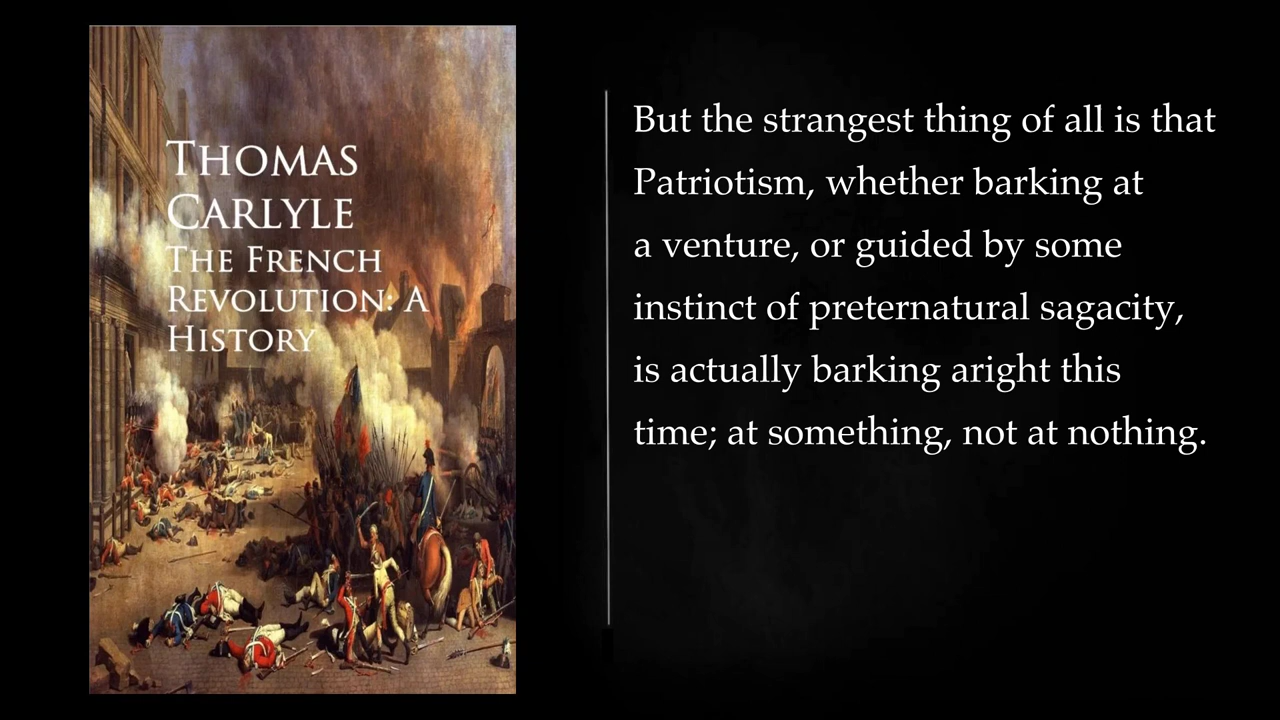 THOMAS
CARLYLE
THE FRENCH
REVOLUTION: A
HISTORY
But the strangest thing of all is that
Patriotism, whether barking at
a venture, or guided by some
instinct of preternatural sagacity,
is actually barking aright this
time; at something, not at nothing.